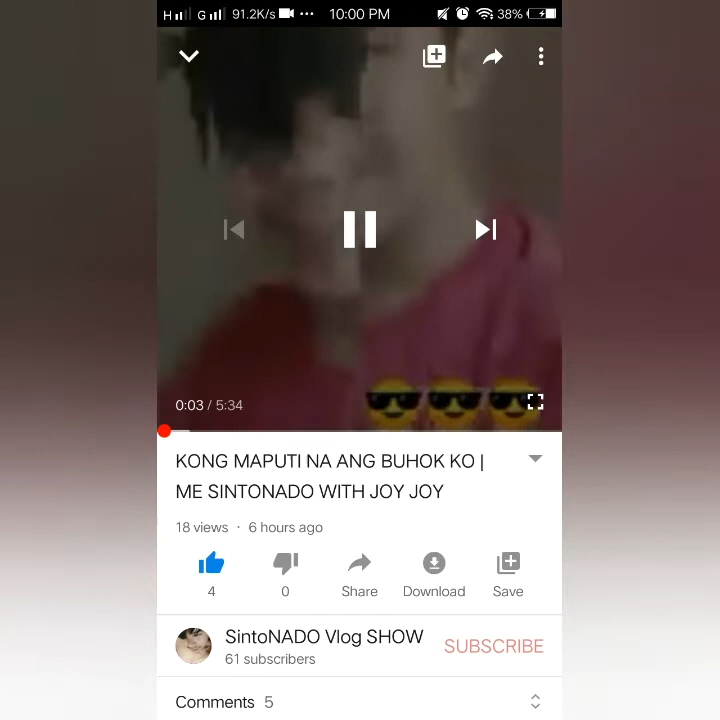 H G 91.2K/s 10:00 PM 38%
0:03 / 5:34
KONG MAPUTI NA ANG BUHOK KO |
ME SINTONADO WITH JOY JOY
18 views · 6 hours ago
4 0 Share Download Save
SintoNADO Vlog SHOW
61 subscribers
SUBSCRIBE
Comments 5